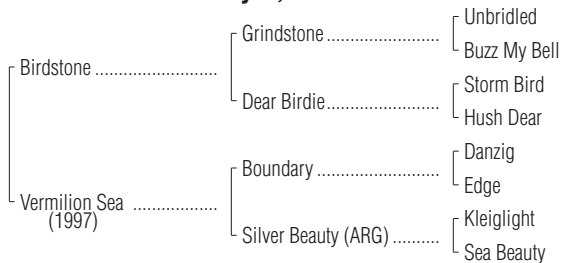 Unbridled
Grindstone ..........................
Buzz My Bell
Birdstone ............................
Storm Bird
Dear Birdie..........................
Hush Dear
Danzig
Boundary ............................
Edge
Vermilion Sea ...................
(1997)
Kleiglight
Silver Beauty (ARG) ..........
Sea Beauty